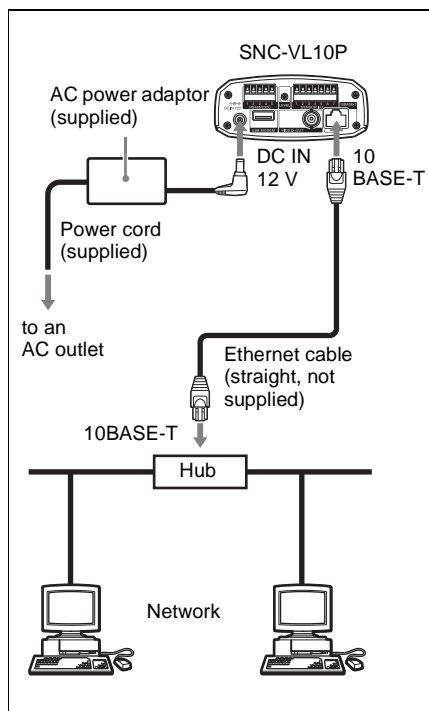 SNC-VL10P
AC power adaptor
(supplied)
DC IN
12 V
10
BASE-T
Power cord
(supplied)
to an
AC outlet
Ethernet cable
(straight, not
supplied)
10BASE-T
Hub
Network